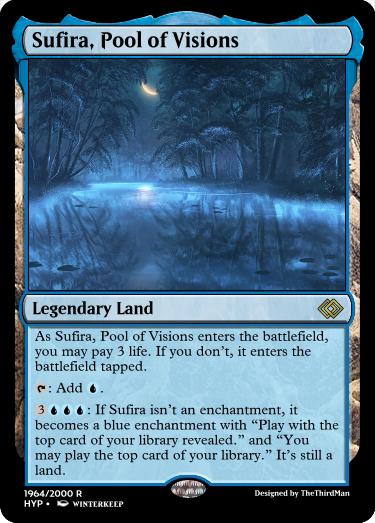 Sufira, Pool of Visions
Legendary Land
As Sufira, Pool of Visions enters the battlefield,
you may pay 3 life. If you don't, it enters the
battlefield tapped.
: Add .
3 : If Sufira isn't an enchantment, it
becomes a blue enchantment with “Play with the
top card of your library revealed.” and “You
may play the top card of your library.” It's still a
land.
1964/2000 R
HYP • WINTERKEEP
Designed by TheThirdMan